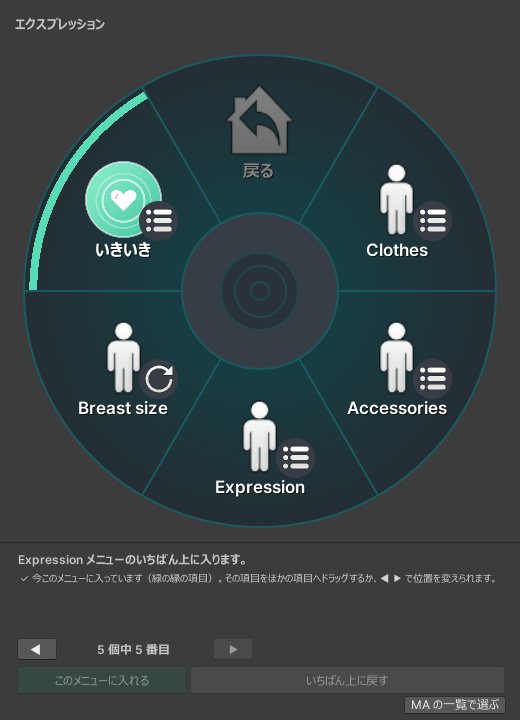 エクスプレッション
戻る
いきいき
Clothes
Breast size
Accessories
Expression
Expression メニューのいちばん上に入ります。
✓ 今このメニューに入っています（緑の縁の項目）。その項目をほかの項目へドラッグするか、◀ ▶ で位置を変えられます。
◀ 5 個中 5 番目 ▶
このメニューに入れる いちばん上に戻す
MA の一覧で選ぶ